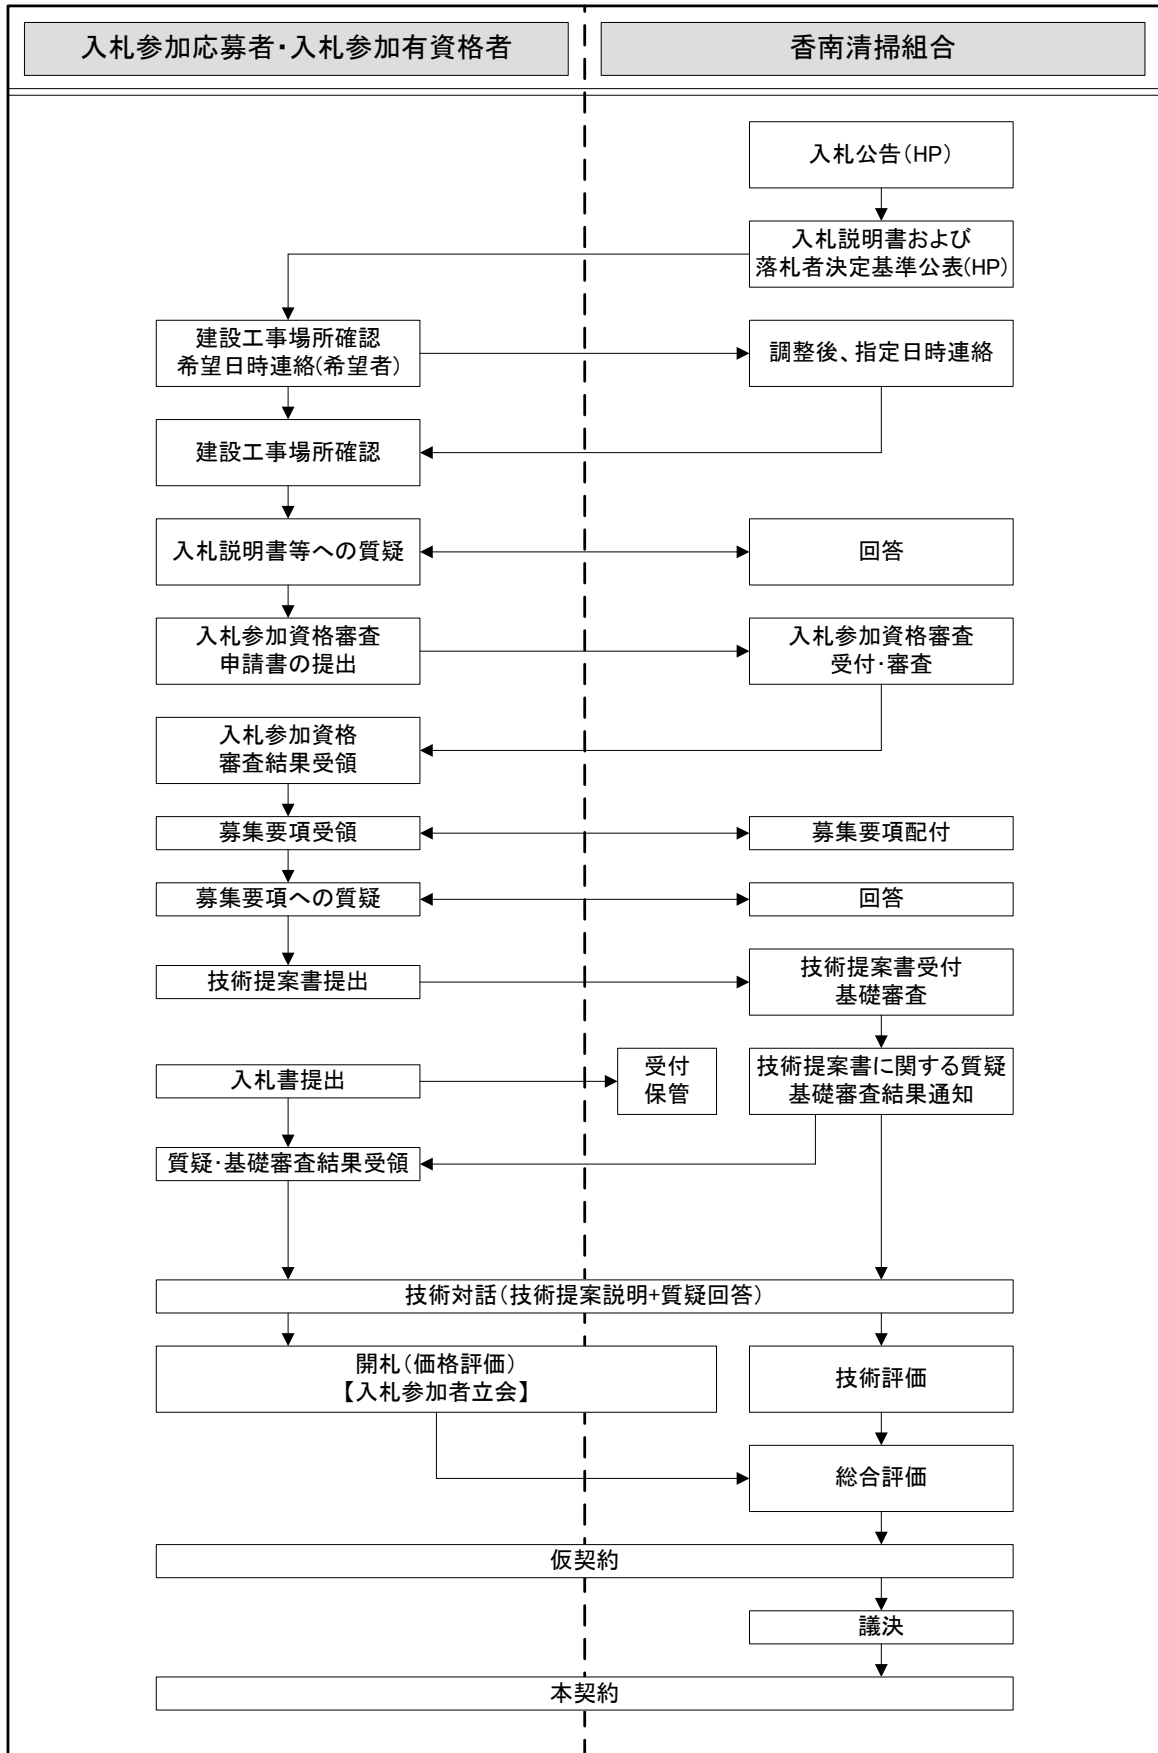 入札参加応募者・入札参加有資格者
香南清掃組合
入札公告(HP)
入札説明書および
落札者決定基準公表(HP)
建設工事場所確認
希望日時連絡(希望者)
調整後、指定日時連絡
建設工事場所確認
入札説明書等への質疑
回答
入札参加資格審査
申請書の提出
入札参加資格審査
受付・審査
入札参加資格
審査結果受領
募集要項受領
募集要項配付
募集要項への質疑
回答
技術提案書提出
技術提案書受付
基礎審査
入札書提出
受付
保管
技術提案書に関する質疑
基礎審査結果通知
質疑・基礎審査結果受領
技術対話(技術提案説明+質疑回答)
開札(価格評価)
【入札参加者立会】
技術評価
総合評価
仮契約
議決
本契約